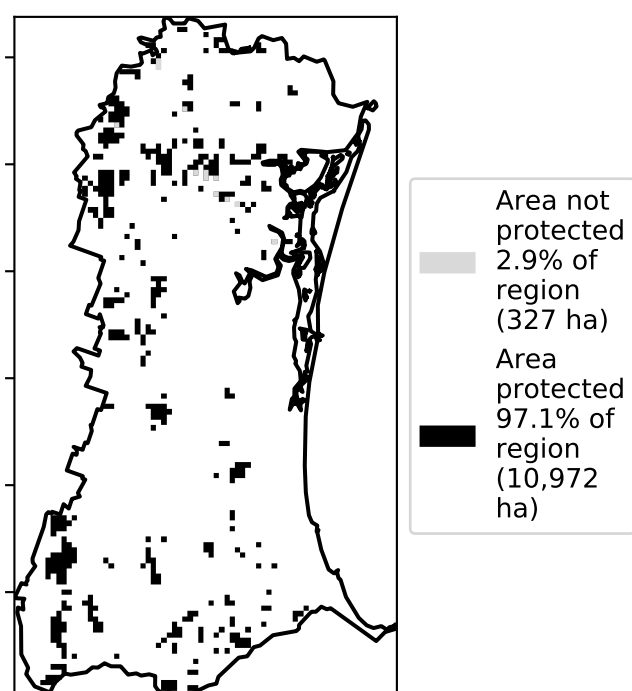 Area not
protected
2.9% of
region
(327 ha)
Area
protected
97.1% of
region
(10,972
ha)